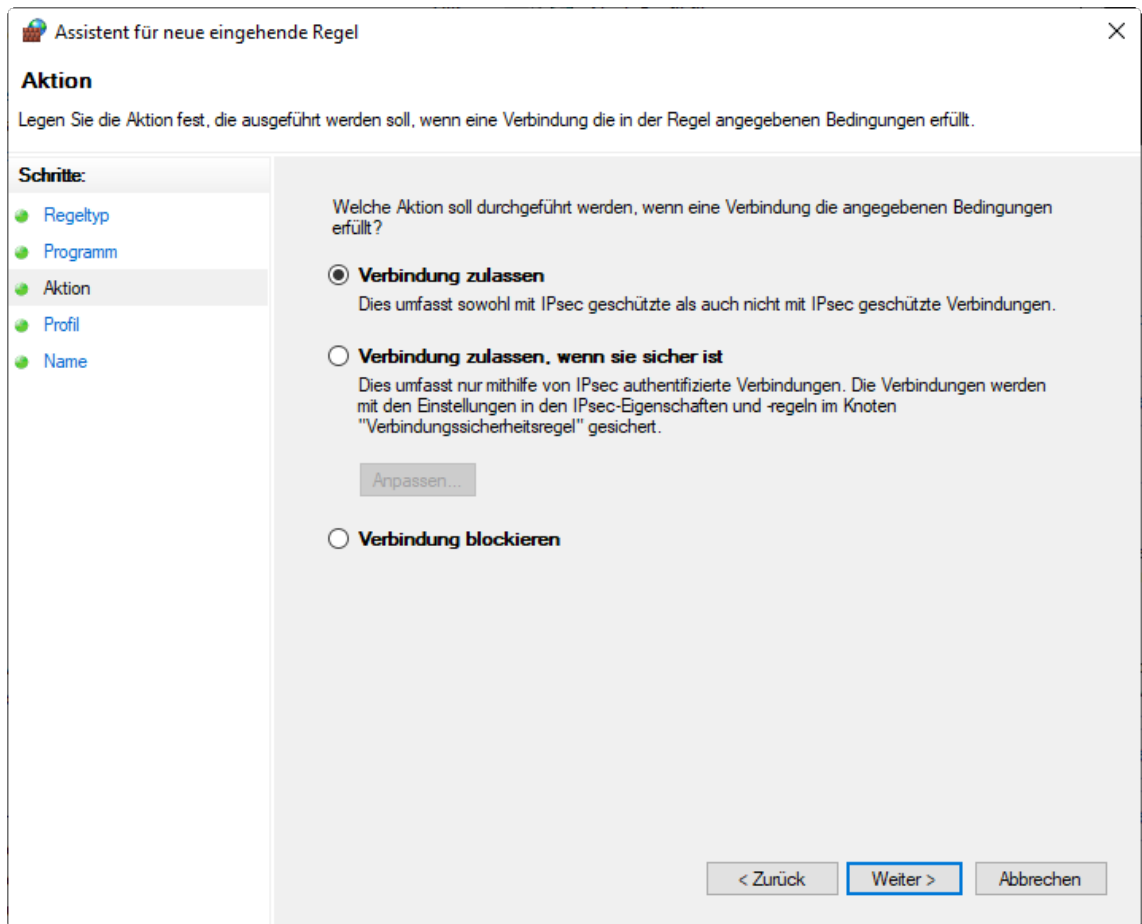 Assistent für neue eingehende Regel
Aktion
Legen Sie die Aktion fest, die ausgeführt werden soll, wenn eine Verbindung die in der Regel angegebenen Bedingungen erfüllt.
Schritte:
Regeltyp
Programm
Aktion
Profil
Name
Welche Aktion soll durchgeführt werden, wenn eine Verbindung die angegebenen Bedingungen
erfüllt?
Verbindung zulassen
Dies umfasst sowohl mit IPsec geschützte als auch nicht mit IPsec geschützte Verbindungen.
Verbindung zulassen, wenn sie sicher ist
Dies umfasst nur mithilfe von IPsec authentifizierte Verbindungen. Die Verbindungen werden
mit den Einstellungen in den IPsec-Eigenschaften und -regeln im Knoten
"Verbindungssicherheitsregel" gesichert.
Anpassen...
Verbindung blockieren
< Zurück
Weiter >
Abbrechen